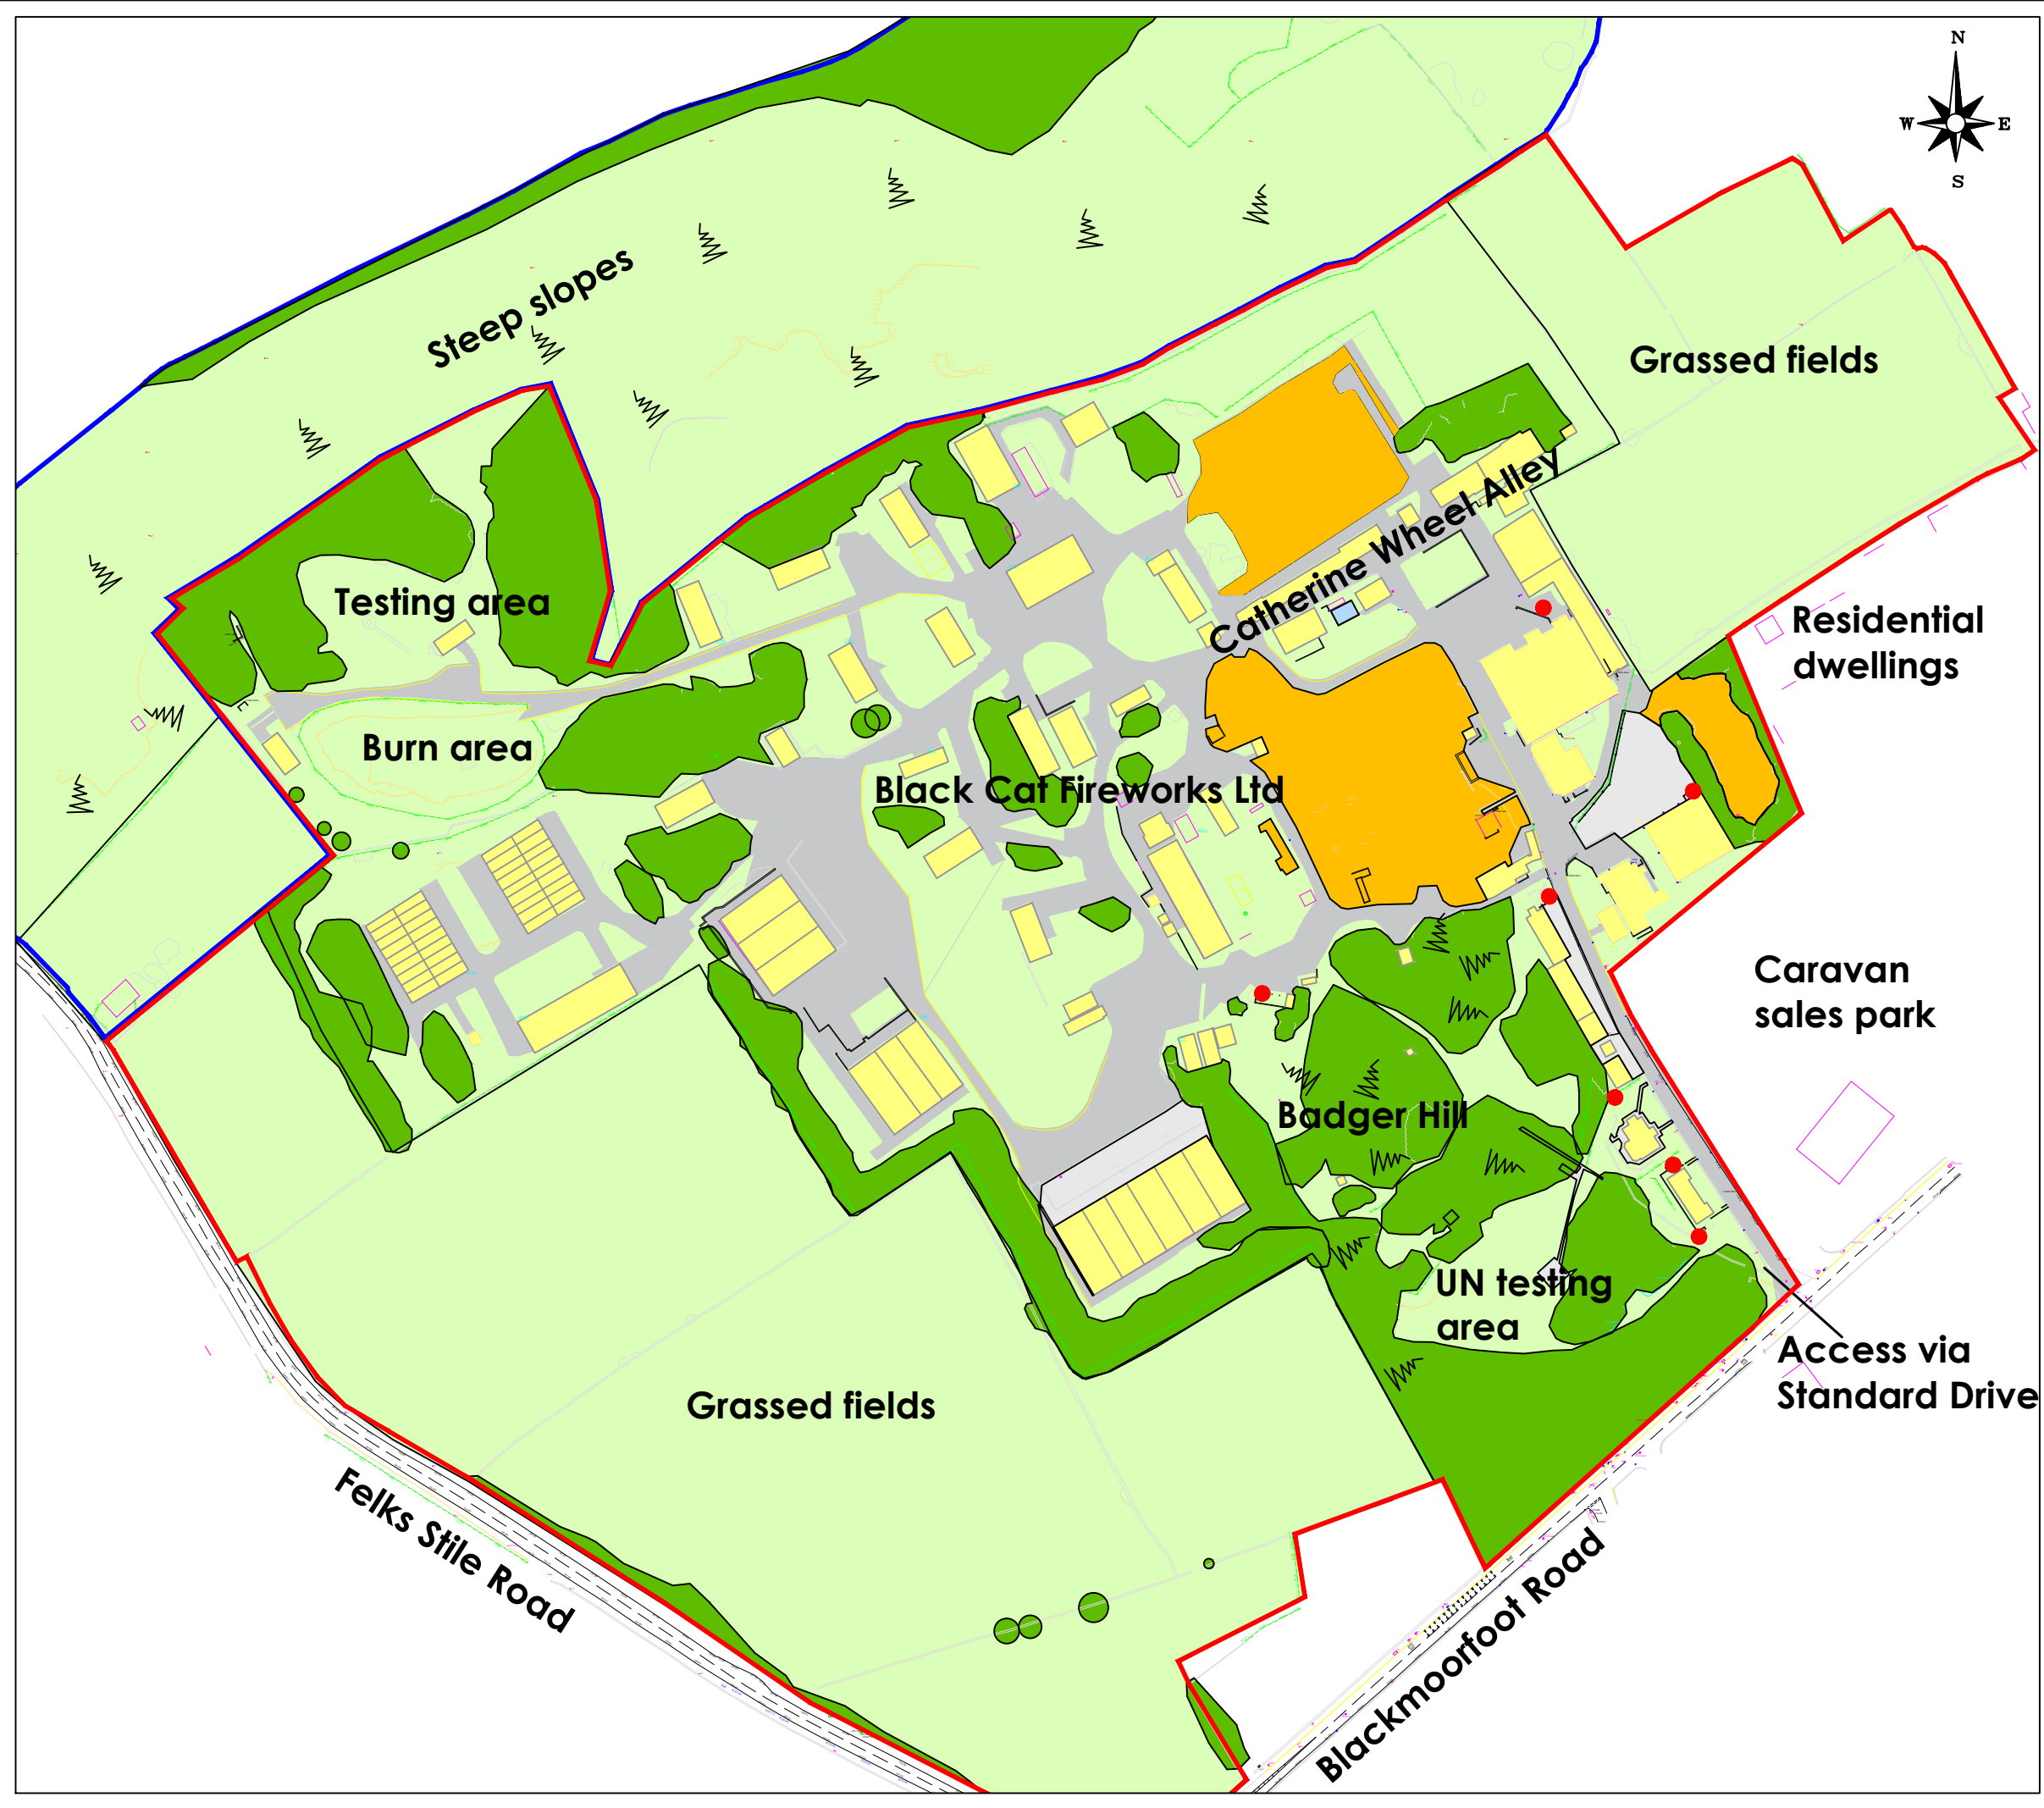 N
W E
S
Steep slopes
Grassed fields
Catherine Wheel Alley
Testing area
Residential
dwellings
Burn area
Black Cat Fireworks Ltd
Caravan
sales park
Badger Hill
UN testing
area
Access via
Standard Drive
Grassed fields
Felks Stile Road
Blackmoorfoot Road